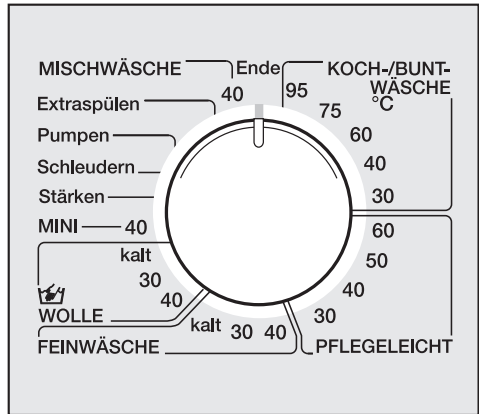 MISCHWÄSCHE
40
Ende
KOCH-/BUNT-
WÄSCHE
°C
95
75
60
40
30
60
50
40
30
PFLEGELEICHT
40
30
kalt
FEINWÄSCHE
40
30
kalt
WOLLE
MINI 40
Stärken
Schleudern
Pumpen
Extraspülen